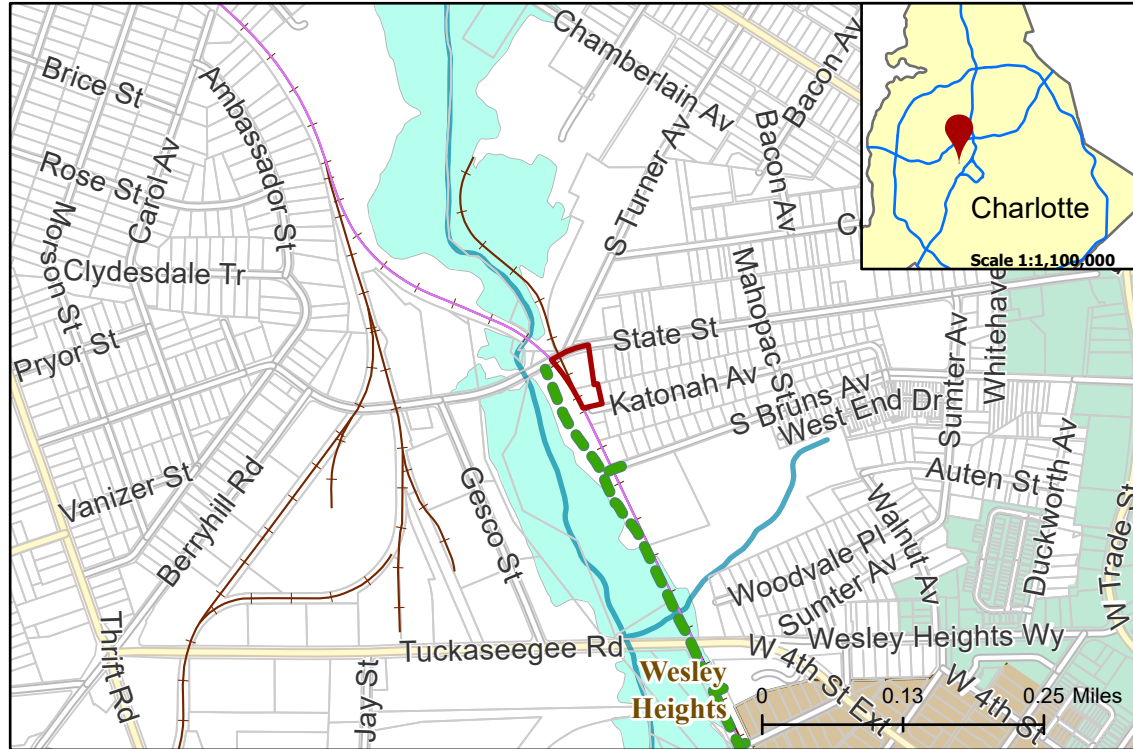 Chamberlain Av
Bacon Av
Brice St
Ambassador St
Carol Av
Rose St
Morson St
S Turner Av
Bacon Av
Charlotte
Scale 1:1,100,000
C
Clydesdale Tr
Mahopac St
Whitehave
Pryor St
State St
Sumter Av
Katonah Av
S Bruns Av
West End Dr
Vanizer St
Berryhill Rd
Gesco St
Auten St
Duckworth Av
W Trade St
Walnut Av
Woodvale Pl
Sumter Av
Thrift Rd
Tuckaseegee Rd
Wesley Heights Wy
Jay St
Wesley
Heights
W 4th St Ext
W 4th St
0 0.13 0.25 Miles